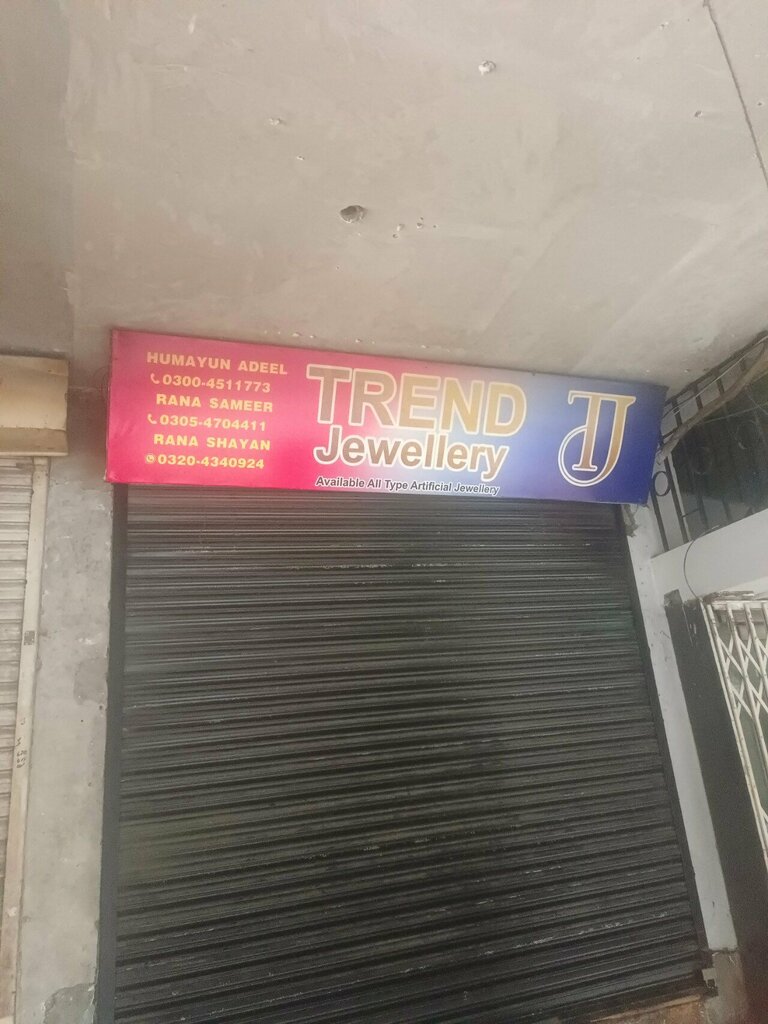 HUMAYUN ADEEL
0300-4511773
RANA SAMEER
0305-4704411
RANA SHAYAN
0320-4340924
TREND
Jewellery
Available All Type Artificial Jewellery
TJ